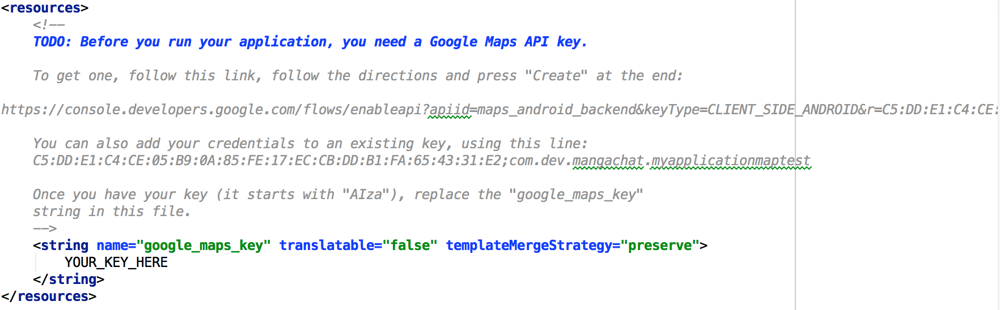 <resources>
<!--
TODO: Before you run your application, you need a Google Maps API key.
To get one, follow this link, follow the directions and press "Create" at the end:
https://console.developers.google.com/flows/enableapi?apiid=maps_android_backend&keyType=CLIENT_SIDE_ANDROID&r=C5:DD:E1:C4:CE:
You can also add your credentials to an existing key, using this line:
C5:DD:E1:C4:CE:05:B9:0A:85:FE:17:EC:CB:DD:B1:FA:65:43:31:E2;com.dev.mangachat.myapplicationmaptest
Once you have your key (it starts with "AIza"), replace the "google_maps_key"
string in this file.
-->
<string name="google_maps_key" translatable="false" templateMergeStrategy="preserve">
YOUR_KEY_HERE
</string>
</resources>